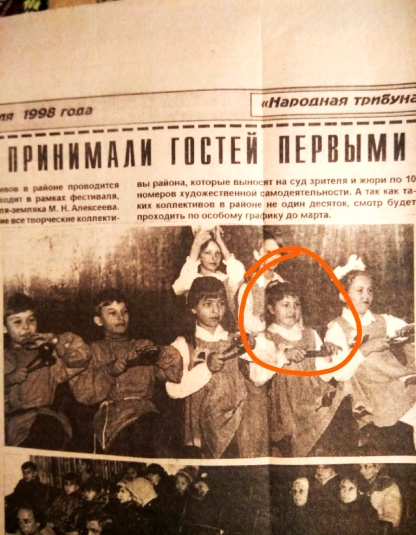 1998 года
«Народная трибуна
ПРИНИМАЛИ ГОСТЕЙ ПЕРВЫМИ
ивов в районе проводится
ходит в рамках фестиваля,
ля-земляка М. Н. Алексеева.
ие все творческие коллекти-
вы района, которые выносят на суд зрителя и жюри по 10
номеров художественной самодеятельности. А так как та-
ких коллективов в районе не один десяток, смотр будет
проходить по особому графику до марта.